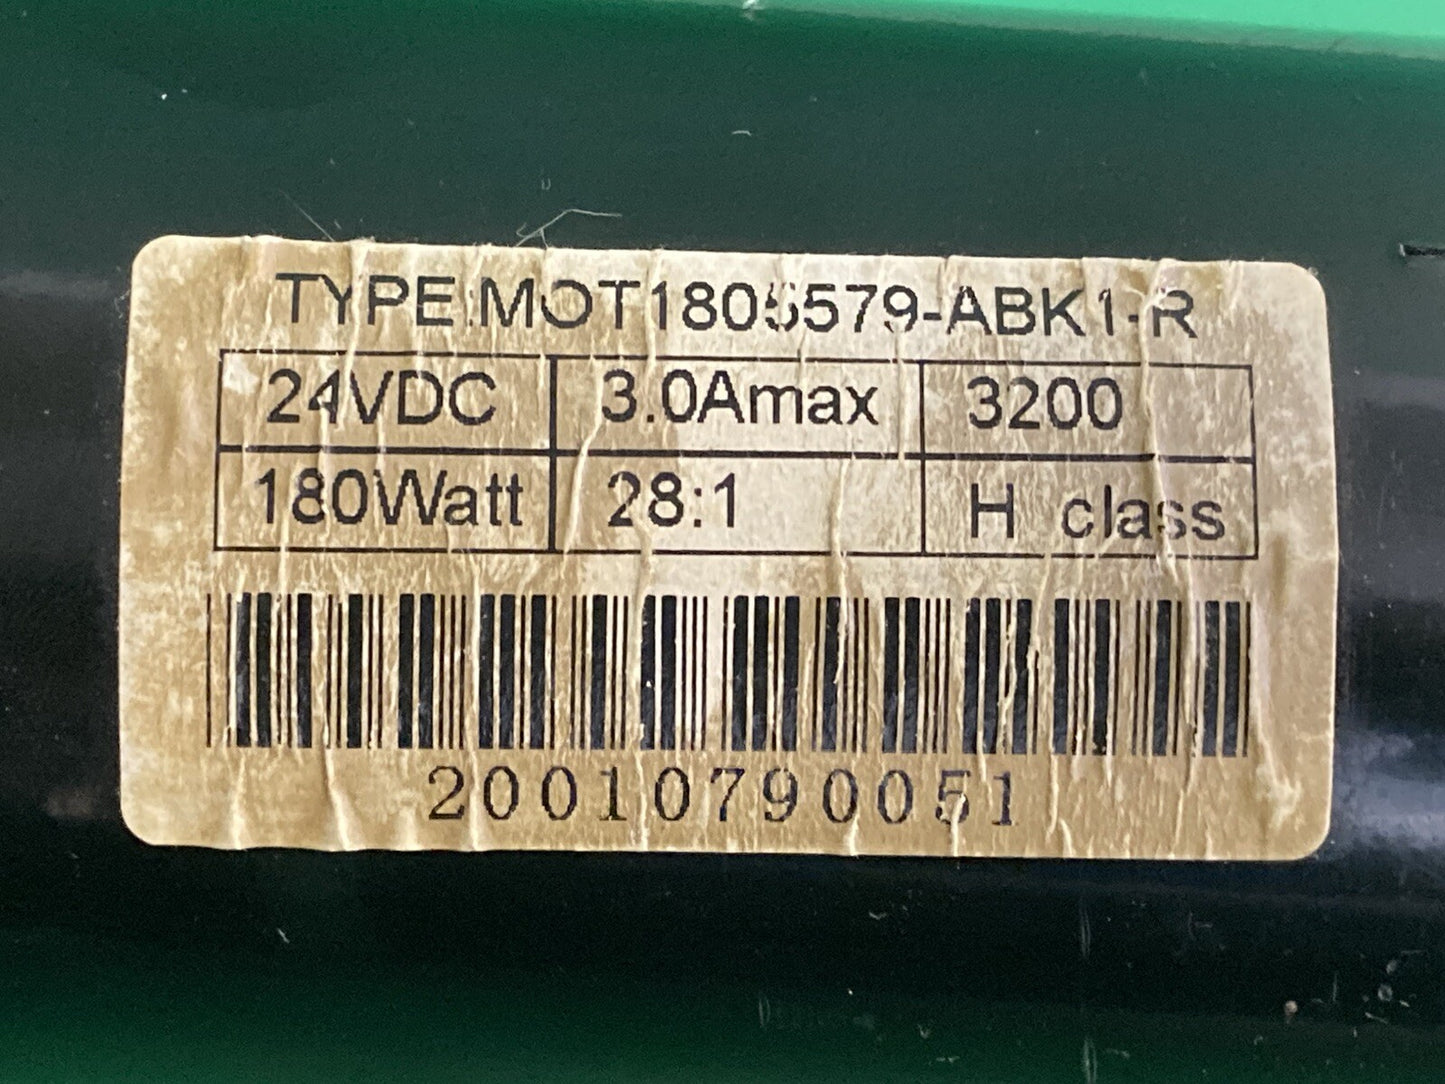 TYPE:MOT1805579-ABK1-R
24VDC 3.0Amax 3200
180Watt 28:1 H class
20010790051